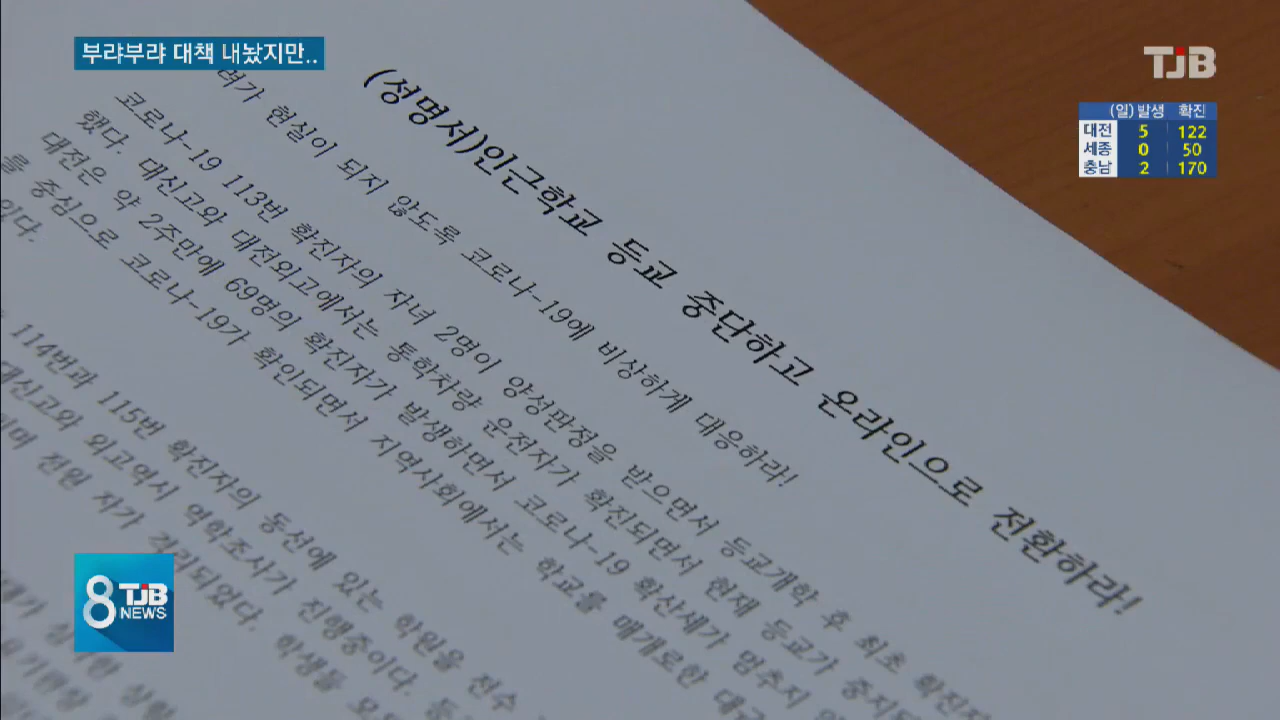 부랴부랴 대책 내놨지만..
TJB
(일) 발생 확진
대전 5 122
세종 0 50
충남 2 170
(성명서)인근학교 등교 중단하고 온라인으로 전환하라!
려가 현실이 되지 않도록 코로나-19에 비상하게 대응하라!
코로나-19 113번 확진자의 자녀 2명이 양성판정을 받으면서 등교개학 후 최초 확진자
했다. 대신고와 대전외고에서는 통학차량 운전자가 확진되면서 현재 등교가 중지되
대전은 약 2주만에 69명의 확진자가 발생하면서 코로나-19 확산세가 멈추지
를 중심으로 코로나-19가 확인되면서 지역사회에서는 학교를 매개로한
있다.
114번과 115번 확진자의 동선에 있는 학원을 전수
대신고와 외고역시 역학조사가 진행중이다.
전원 자가 격리되었다. 학생들
8 TJB
NEWS